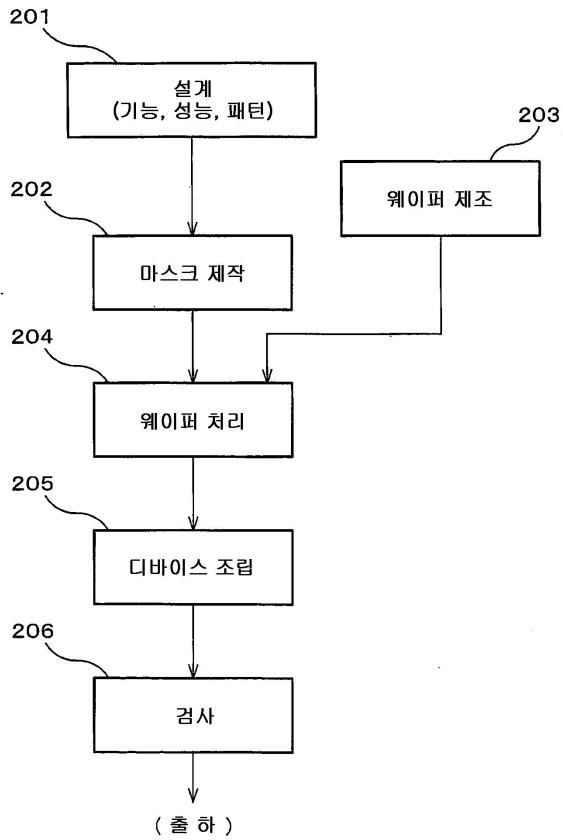 201
설계
(기능, 성능, 패턴)
203
웨이퍼 제조
202
마스크 제작
204
웨이퍼 처리
205
디바이스 조립
206
검사
( 출 하 )